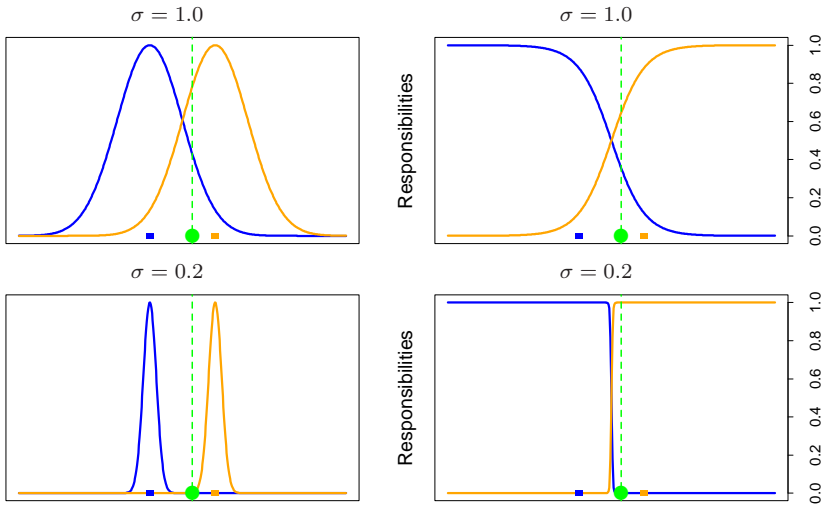 σ = 1.0
σ = 1.0
Responsibilities
0.0 0.2 0.4 0.6 0.8 1.0
σ = 0.2
σ = 0.2
Responsibilities
0.0 0.2 0.4 0.6 0.8 1.0